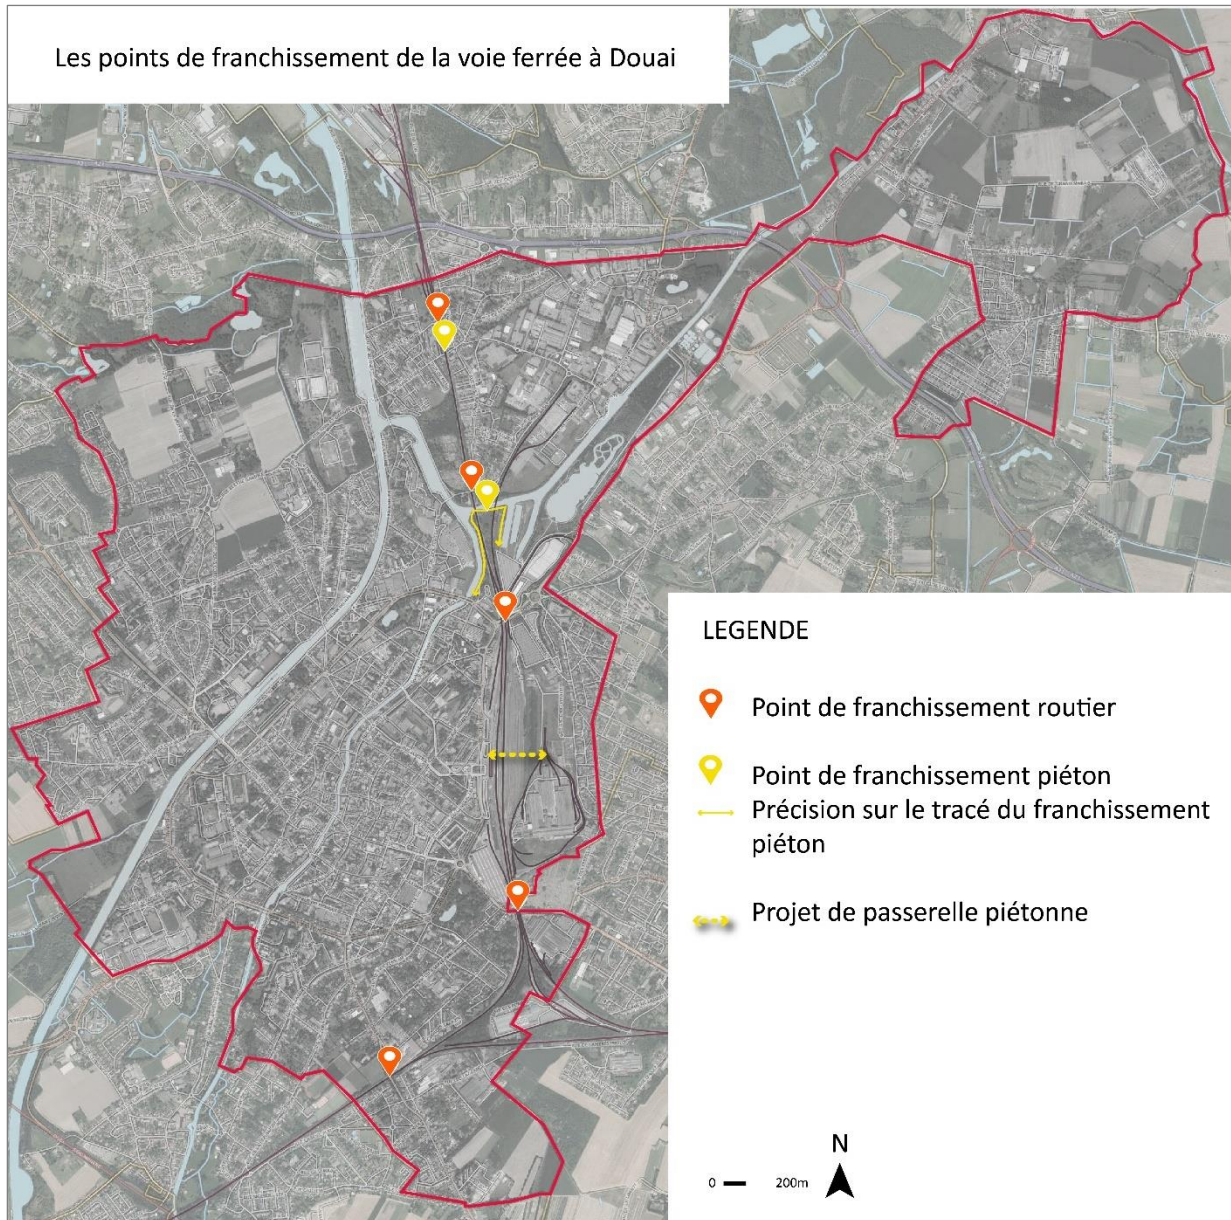 Les points de franchissement de la voie ferrée à Douai
LEGENDE
Point de franchissement routier
Point de franchissement piéton
Précision sur le tracé du franchissement
piéton
Projet de passerelle piétonne
N
0 200m